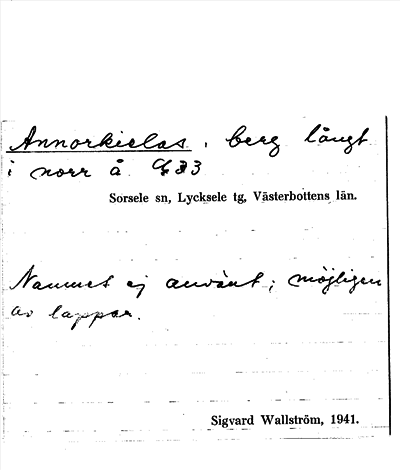 Annorkielas, berg långt
i norr å G33
Sorsele sn, Lycksele tg, Västerbottens län.
Namnet ej använt; möjligen
av lappar.
Sigvard Wallström, 1941.